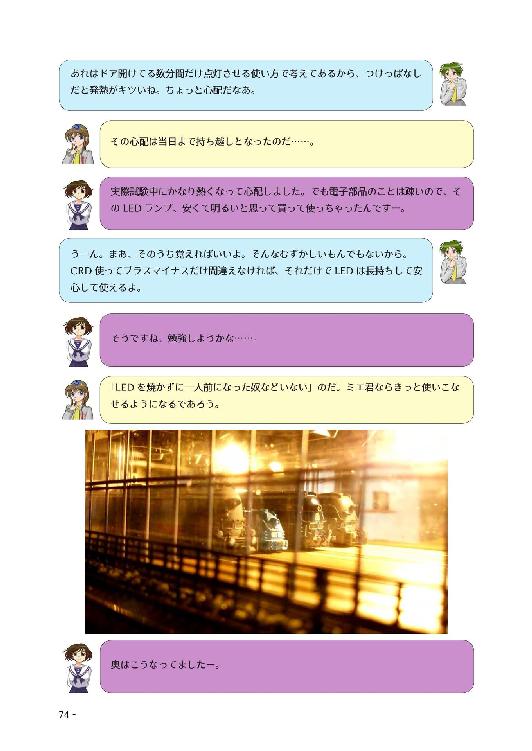 あれはドア開けてる数分間だけ点灯させる使い方で考えてあるから、つけっぱなし
だと発熱がキツいね。ちょっと心配だなあ。
その心配は当日まで持ち越しとなったのだ……。
実際試験中にかなり熱くなって心配しました。でも電子部品のことは疎いので、そ
の LED ランプ、安くて明るいと思って買って使っちゃったんですー。
うーん。まあ、そのうち覚えればいいよ。そんなむずかしいもんでもないから。
CRD 使ってプラスマイナスだけ間違えなければ、それだけで LED は長持ちして安
心して使えるよ。
そうですね。勉強しようかな……
「LED を焼かずに一人前になった奴などいない」のだ。ミエ君ならきっと使いこな
せるようになるであろう。
奥はこうなってましたー。
74 -